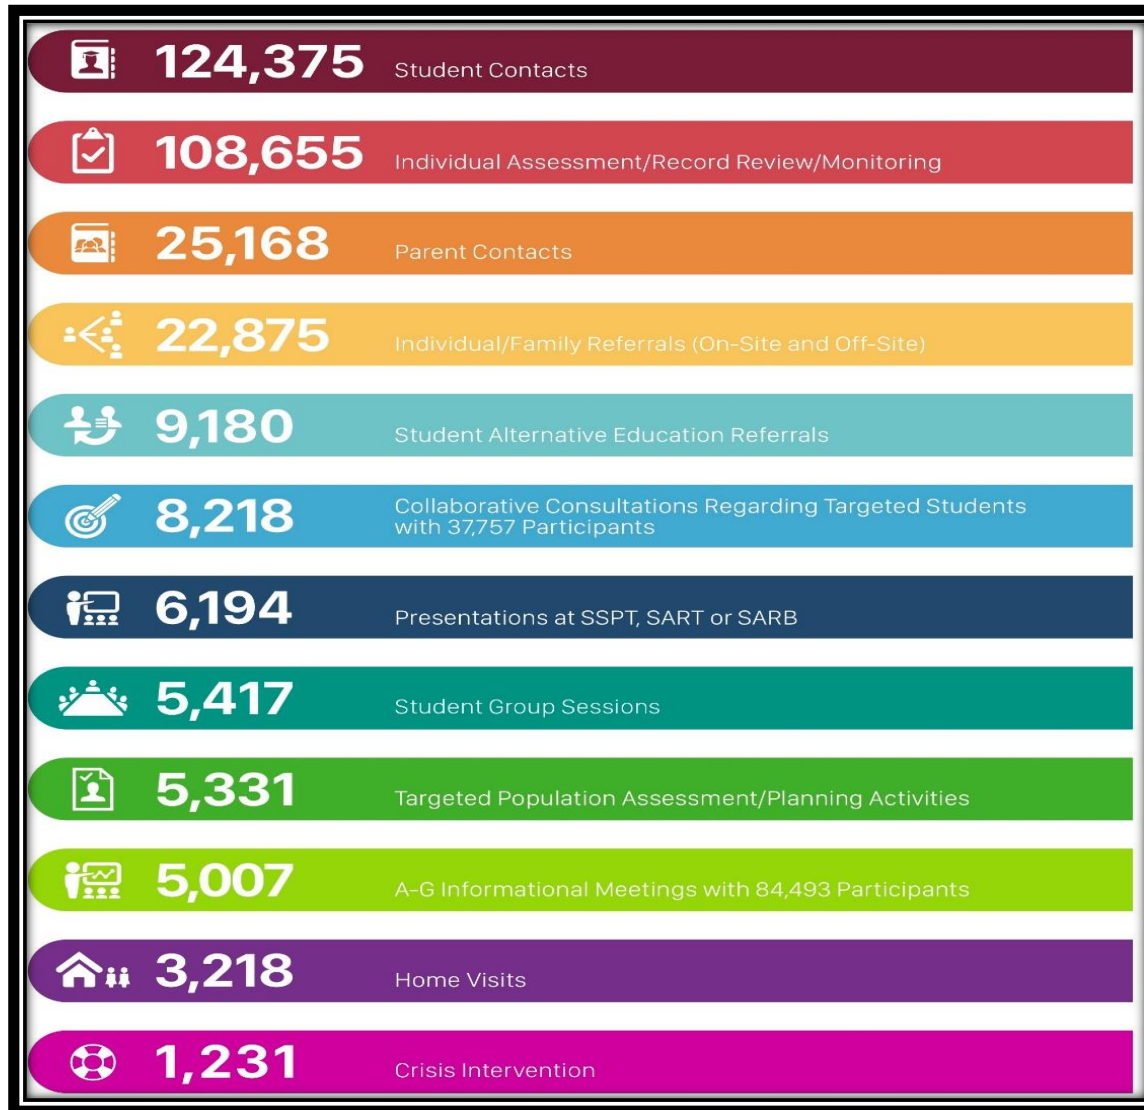 124,375 Student Contacts
108,655 Individual Assessment/Record Review/Monitoring
25,168 Parent Contacts
22,875 Individual/Family Referrals (On-Site and Off-Site)
9,180 Student Alternative Education Referrals
8,218 Collaborative Consultations Regarding Targeted Students
with 37,757 Participants
6,194 Presentations at SSPT, SART or SARB
5,417 Student Group Sessions
5,331 Targeted Population Assessment/Planning Activities
5,007 A-G Informational Meetings with 84,493 Participants
3,218 Home Visits
1,231 Crisis Intervention